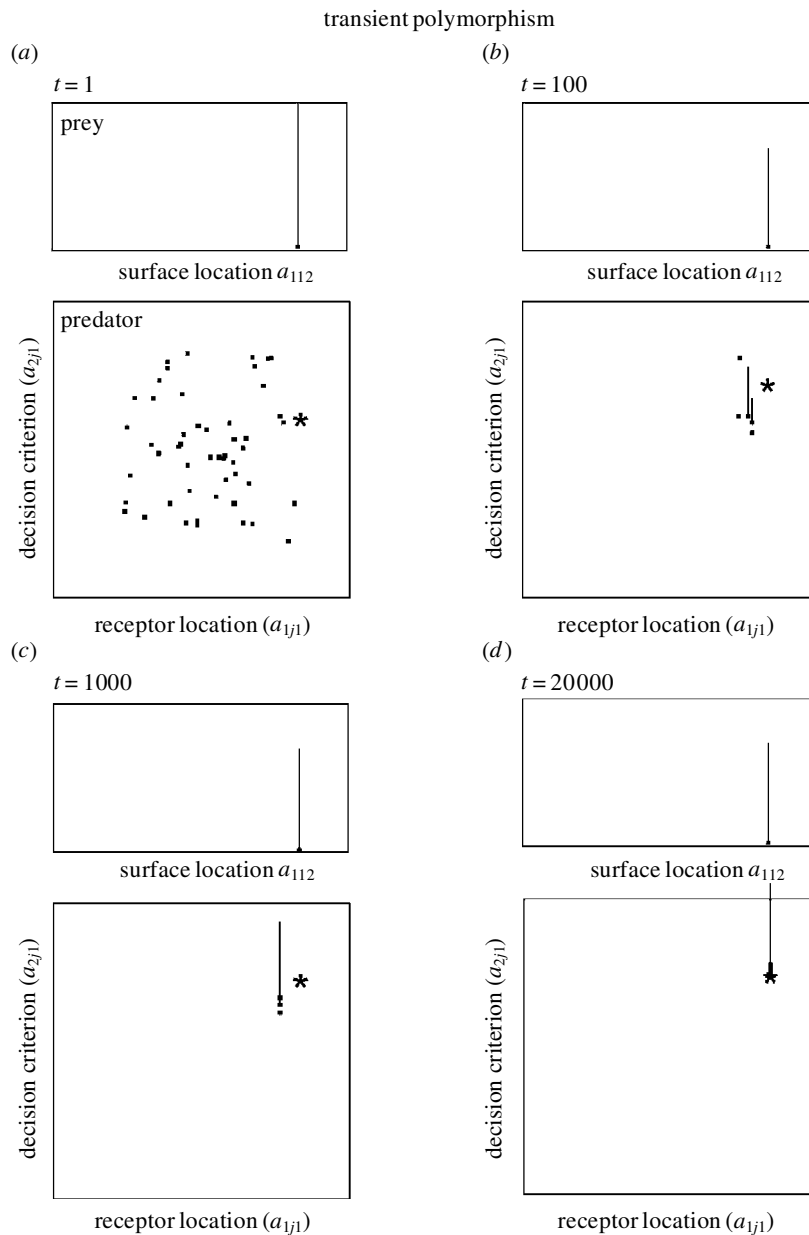 transient polymorphism
(a)
t = 1
prey
surface location a112
predator
decision criterion (a2j1)
receptor location (a1j1)
(b)
t = 100
surface location a112
decision criterion (a2j1)
receptor location (a1j1)
(c)
t = 1000
surface location a112
decision criterion (a2j1)
receptor location (a1j1)
(d)
t = 20000
surface location a112
decision criterion (a2j1)
receptor location (a1j1)